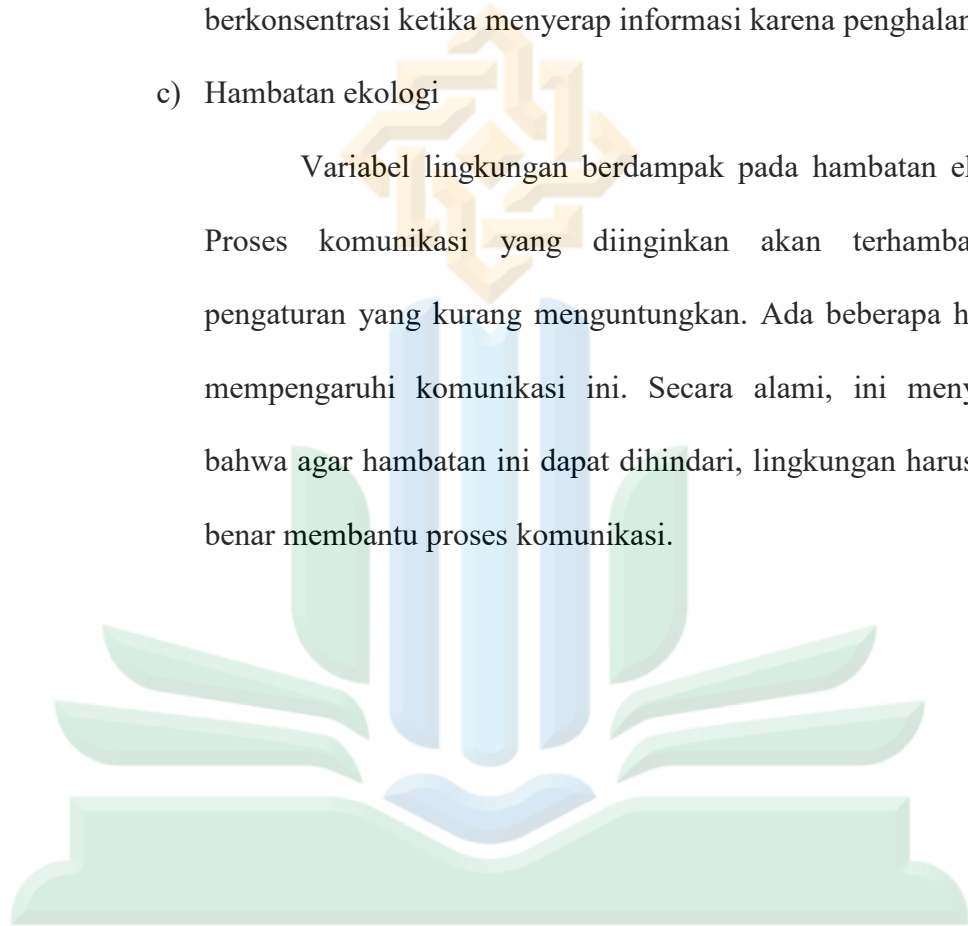 berkonsentrasi ketika menyerap informasi karena penghalan
c) Hambatan ekologi
Variabel lingkungan berdampak pada hambatan
Proses komunikasi yang diinginkan akan terhamba
pengaturan yang kurang menguntungkan. Ada beberapa
mempengaruhi komunikasi ini. Secara alami, ini
bahwa agar hambatan ini dapat dihindari, lingkungan harus
benar membantu proses komunikasi.